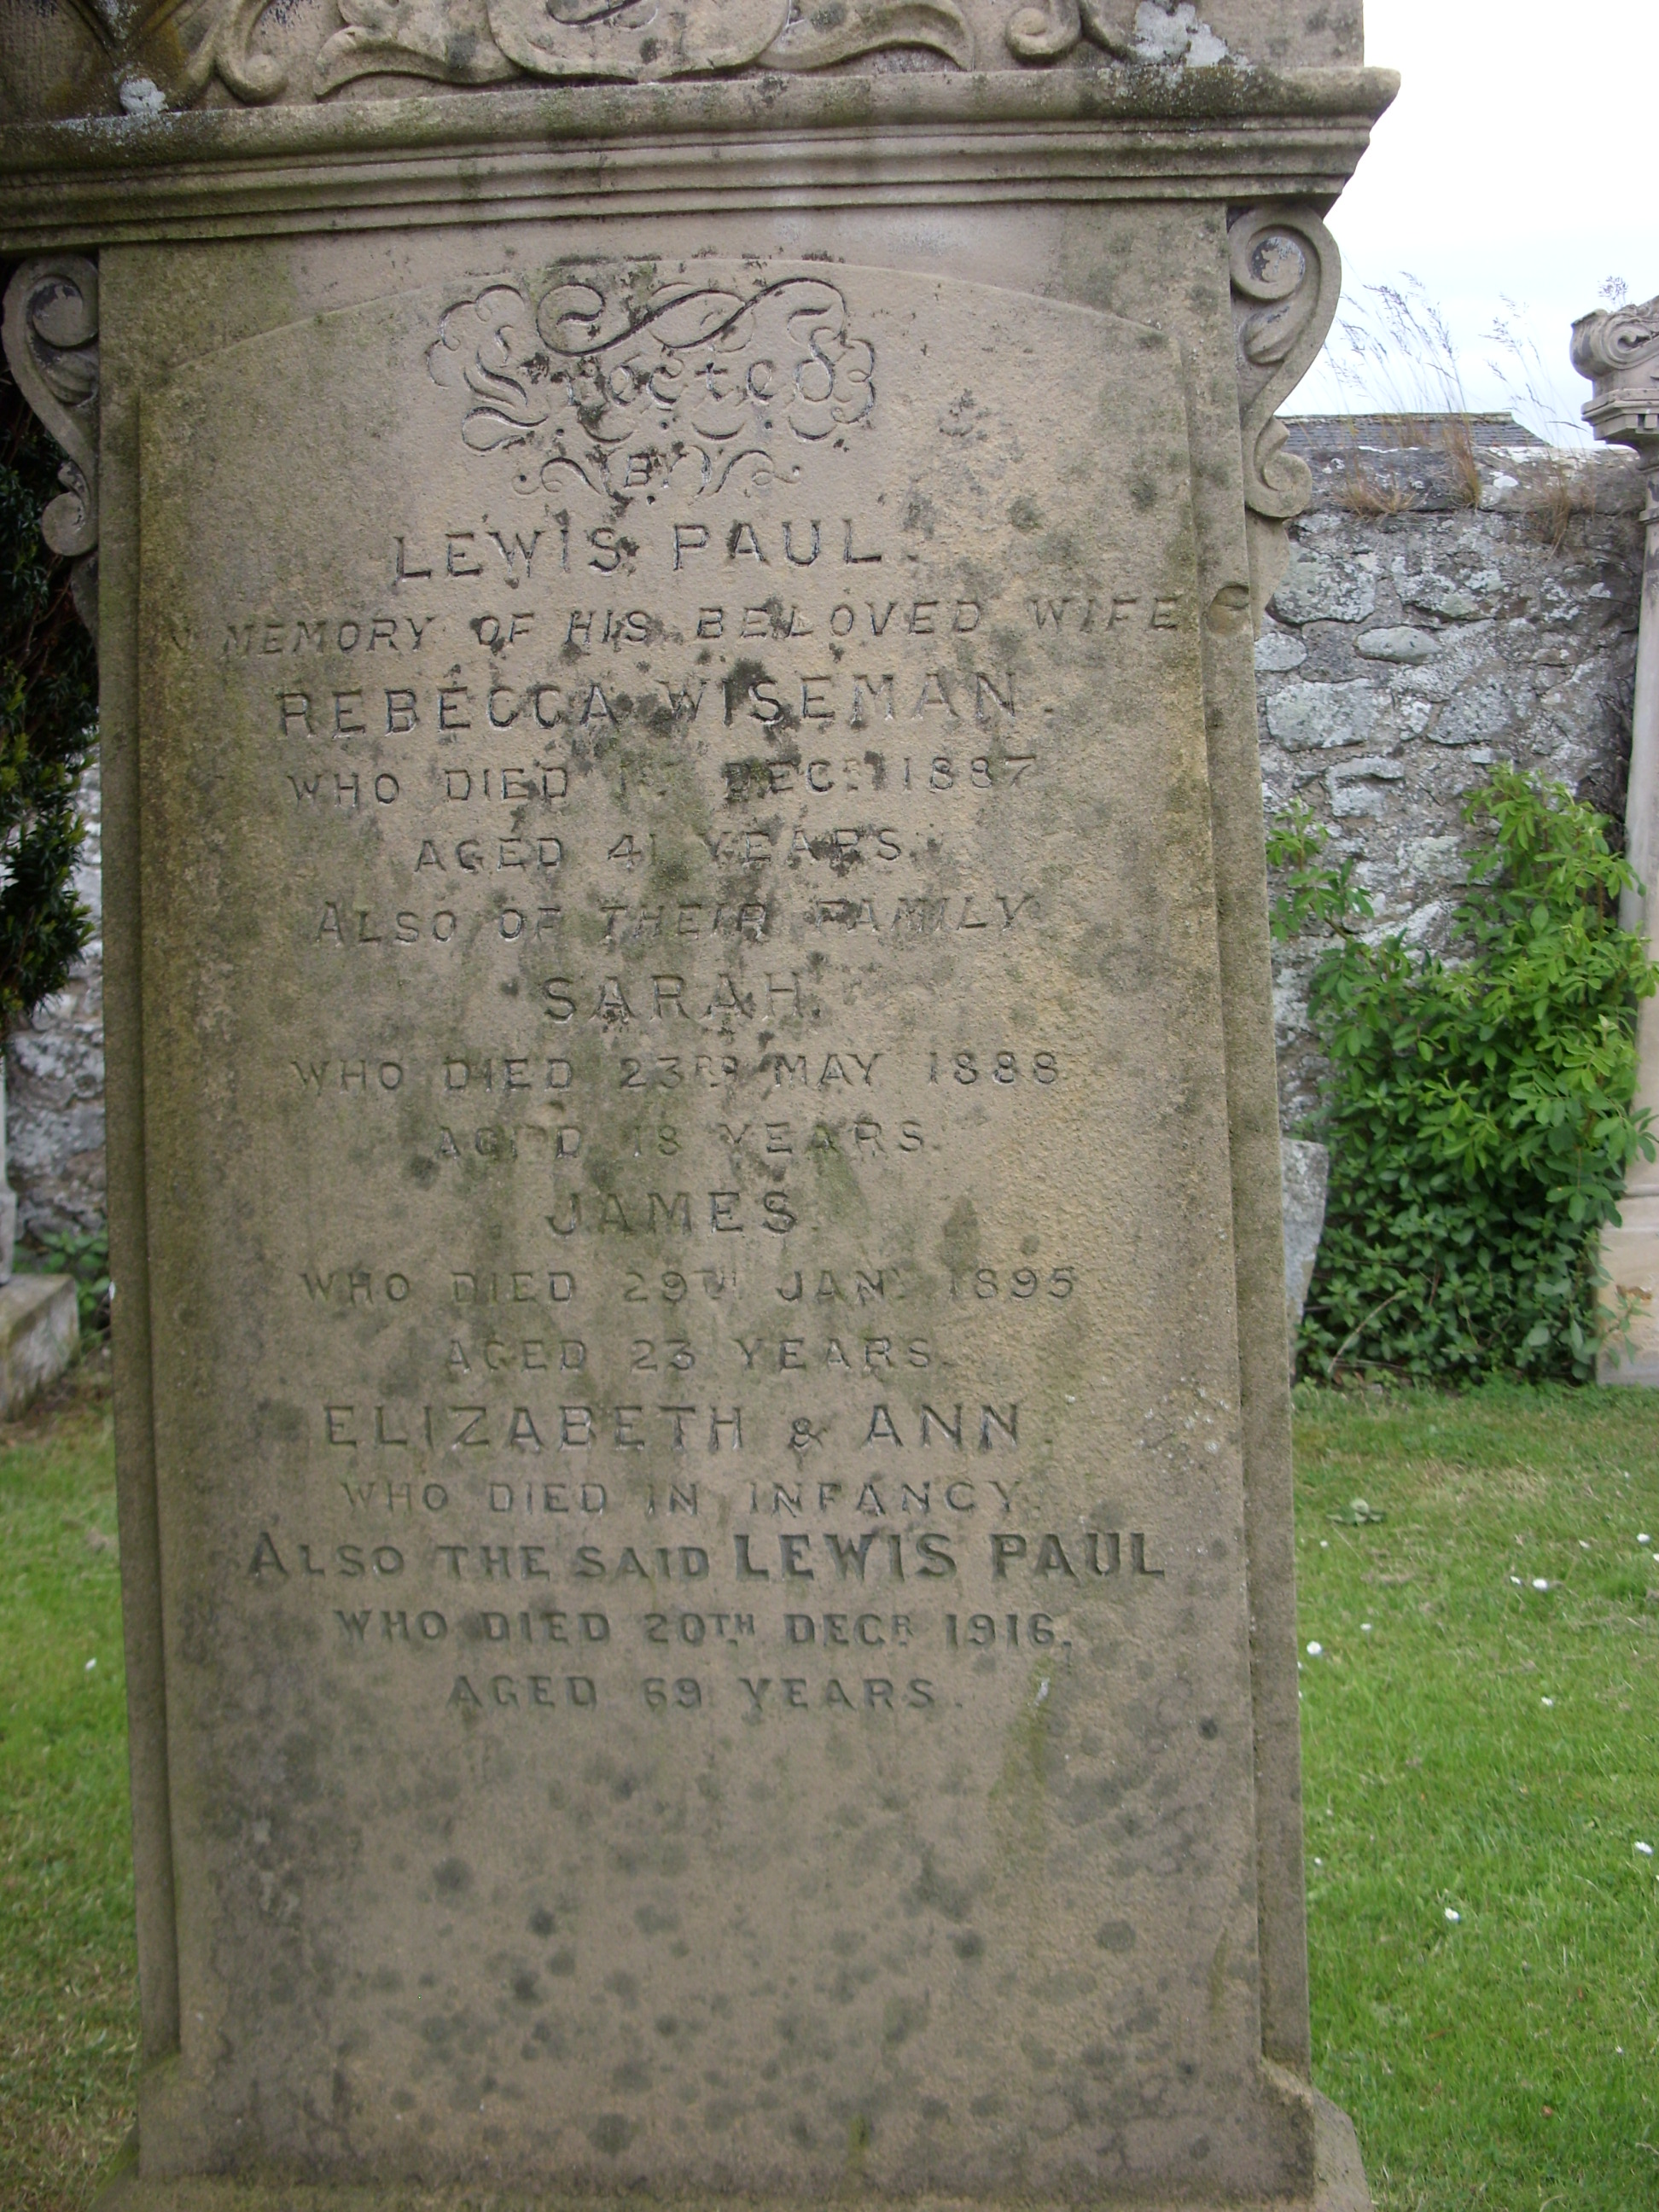 Erected
BY
LEWIS PAUL.
IN MEMORY OF HIS BELOVED WIFE
REBECCA WISEMAN.
WHO DIED DECR 1887
AGED 41 YEARS.
ALSO OF THEIR FAMILY
SARAH.
WHO DIED 23RD MAY 1888
AGED 18 YEARS.
JAMES.
WHO DIED 29TH JANY 1895
AGED 23 YEARS.
ELIZABETH & ANN.
WHO DIED IN INFANCY.
ALSO THE SAID LEWIS PAUL
WHO DIED 20TH DECR 1916.
AGED 69 YEARS.